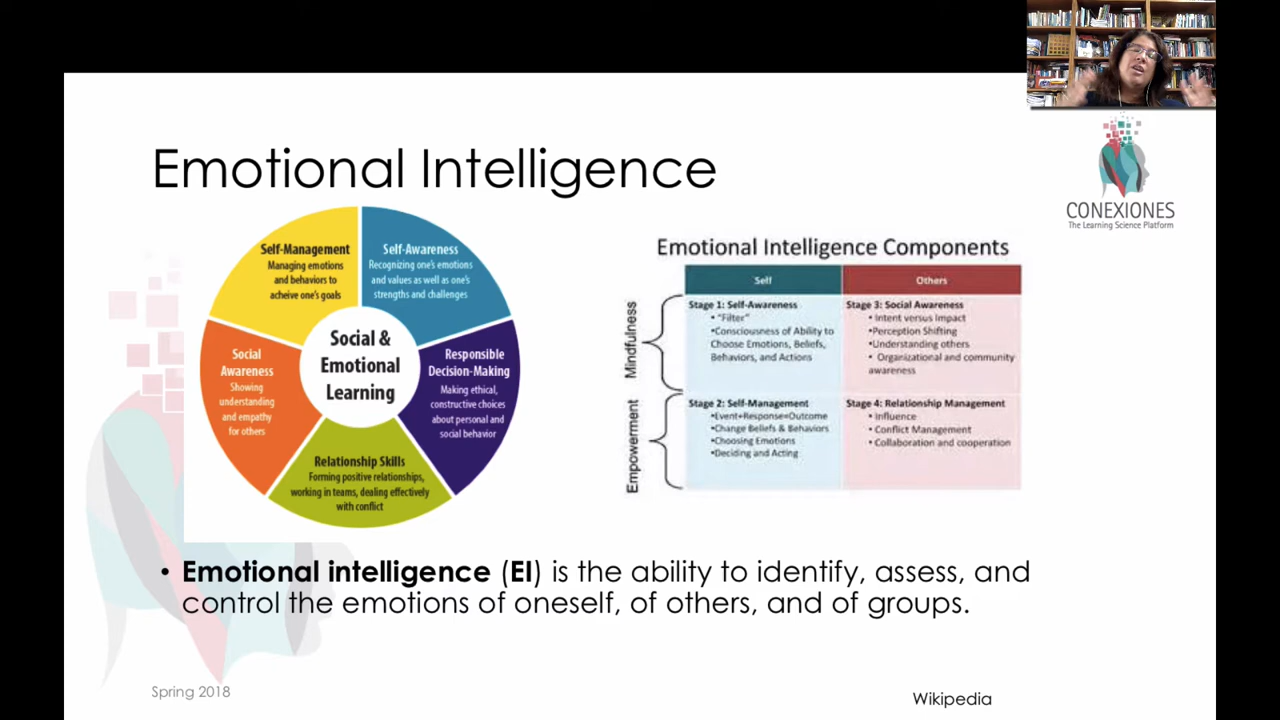 Emotional Intelligence
CONEXIONES
The Learning Science Platform
Self-Management
Managing emotions
and behaviors to
acheive one's goals
Self-Awareness
Recognizing one's emotions
and values as well as one's
strengths and challenges
Social
Awareness
Showing
understanding
and empathy
for others
Social &
Emotional
Learning
Responsible
Decision-Making
Making ethical,
constructive choices
about personal and
social behavior
Relationship Skills
Forming positive relationships,
working in teams, dealing effectively
with conflict
Emotional Intelligence Components
Self
Others
Mindfulness
Stage 1: Self-Awareness
• "Filter"
•Consciousness of Ability to
Choose Emotions, Beliefs,
Behaviors, and Actions
Stage 3: Social Awareness
• Intent versus Impact
•Perception Shifting
•Understanding others
• Organizational and community
awareness
Empowerment
Stage 2: Self-Management
•Event+Response=Outcome
•Change Beliefs & Behaviors
•Choosing Emotions
•Deciding and Acting
Stage 4: Relationship Management
•Influence
•Conflict Management
•Collaboration and cooperation
• Emotional intelligence (EI) is the ability to identify, assess, and
control the emotions of oneself, of others, and of groups.
Spring 2018
Wikipedia